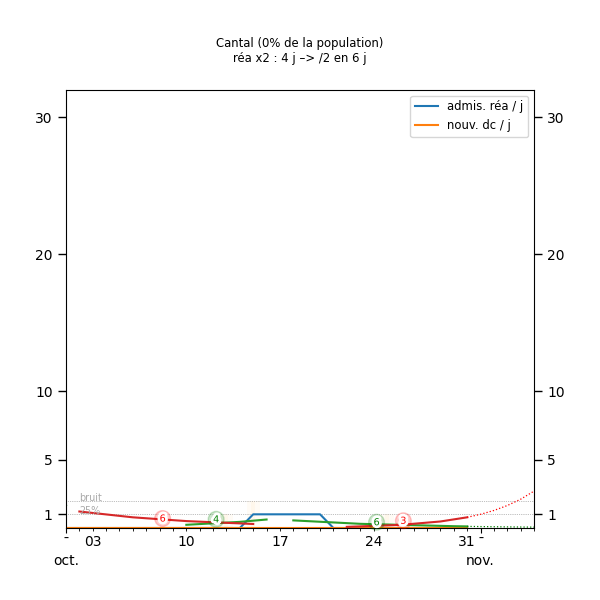 Cantal (0% de la population)
réa x2 : 4 j –> /2 en 6 j
admis. réa / j
nouv. dc / j
30 30
20 20
10 10
5 5
bruit
25%
1 1
6 4 6 3
- 03 10 17 24 31 -
oct. nov.